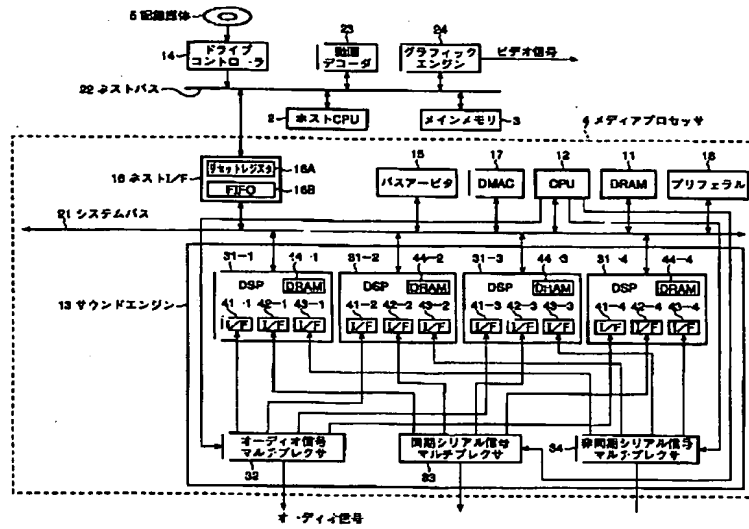 5 記録媒体
14
ドライブ
コントローラ
23
動画
デコーダ
24
グラフィック
エンジン
ビデオ信号
22 ホストバス
2
ホストCPU
メインメモリ
3
4 メディアプロセッサ
16 ホストI/F
リセットレジスタ
16A
FIFO
16B
15
バスアービタ
17
DMAC
12
CPU
11
DRAM
18
プリフェラル
21 システムバス
13 サウンドエンジン
31-1
44-1
DSP
DRAM
41-1
42-1
43-1
I/F
I/F
I/F
31-2
44-2
DSP
DRAM
41-2
42-2
43-2
I/F
I/F
I/F
31-3
44-3
DSP
DRAM
41-3
42-3
43-3
I/F
I/F
I/F
31-4
44-4
DSP
DRAM
41-4
42-4
43-4
I/F
I/F
I/F
オーディオ信号
マルチプレクサ
32
同期シリアル信号
マルチプレクサ
33
34
非同期シリアル信号
マルチプレクサ
オーディオ信号